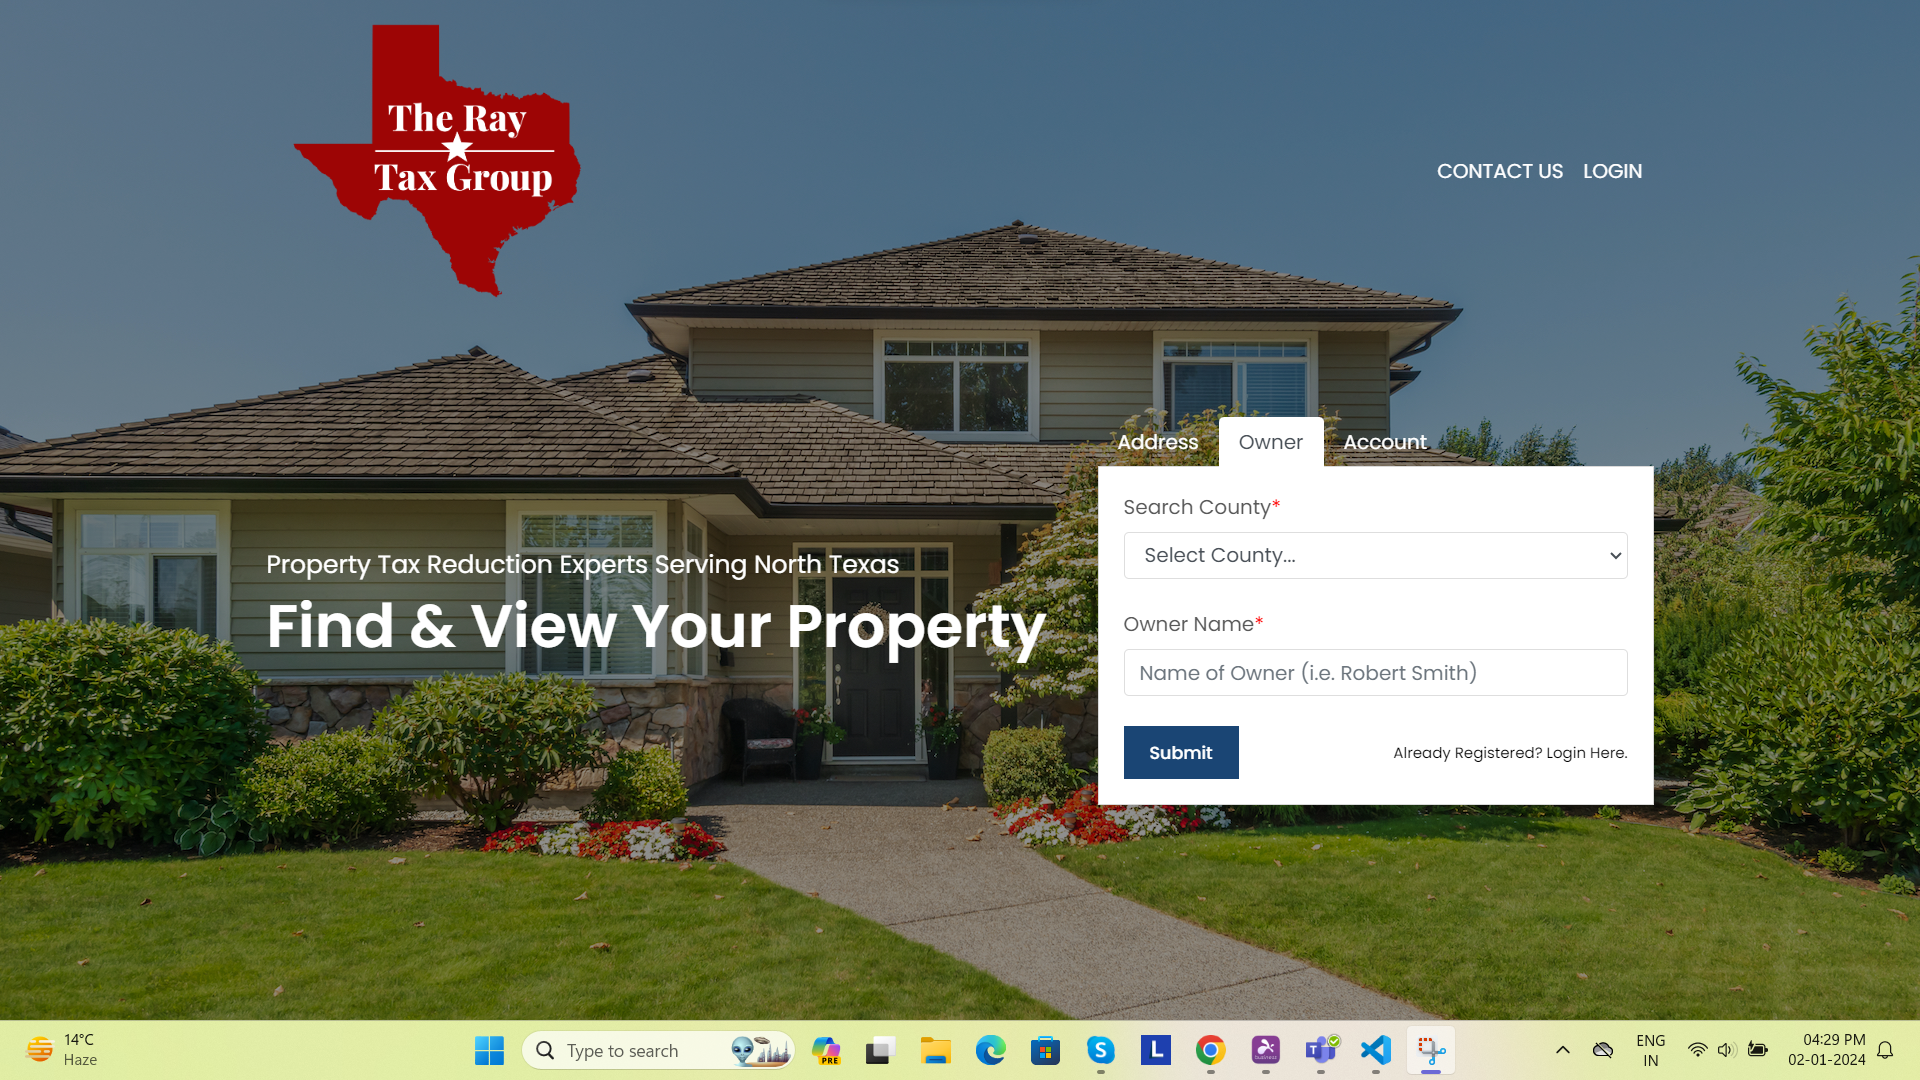 The Ray
Tax Group
CONTACT US LOGIN
Address Owner Account
Search County*
Select County...
Owner Name*
Name of Owner (i.e. Robert Smith)
Submit Already Registered? Login Here.
Property Tax Reduction Experts Serving North Texas
Find & View Your Property
14°C
Haze
Type to search
PRE
L
S
T
ENG
IN
04:29 PM
02-01-2024